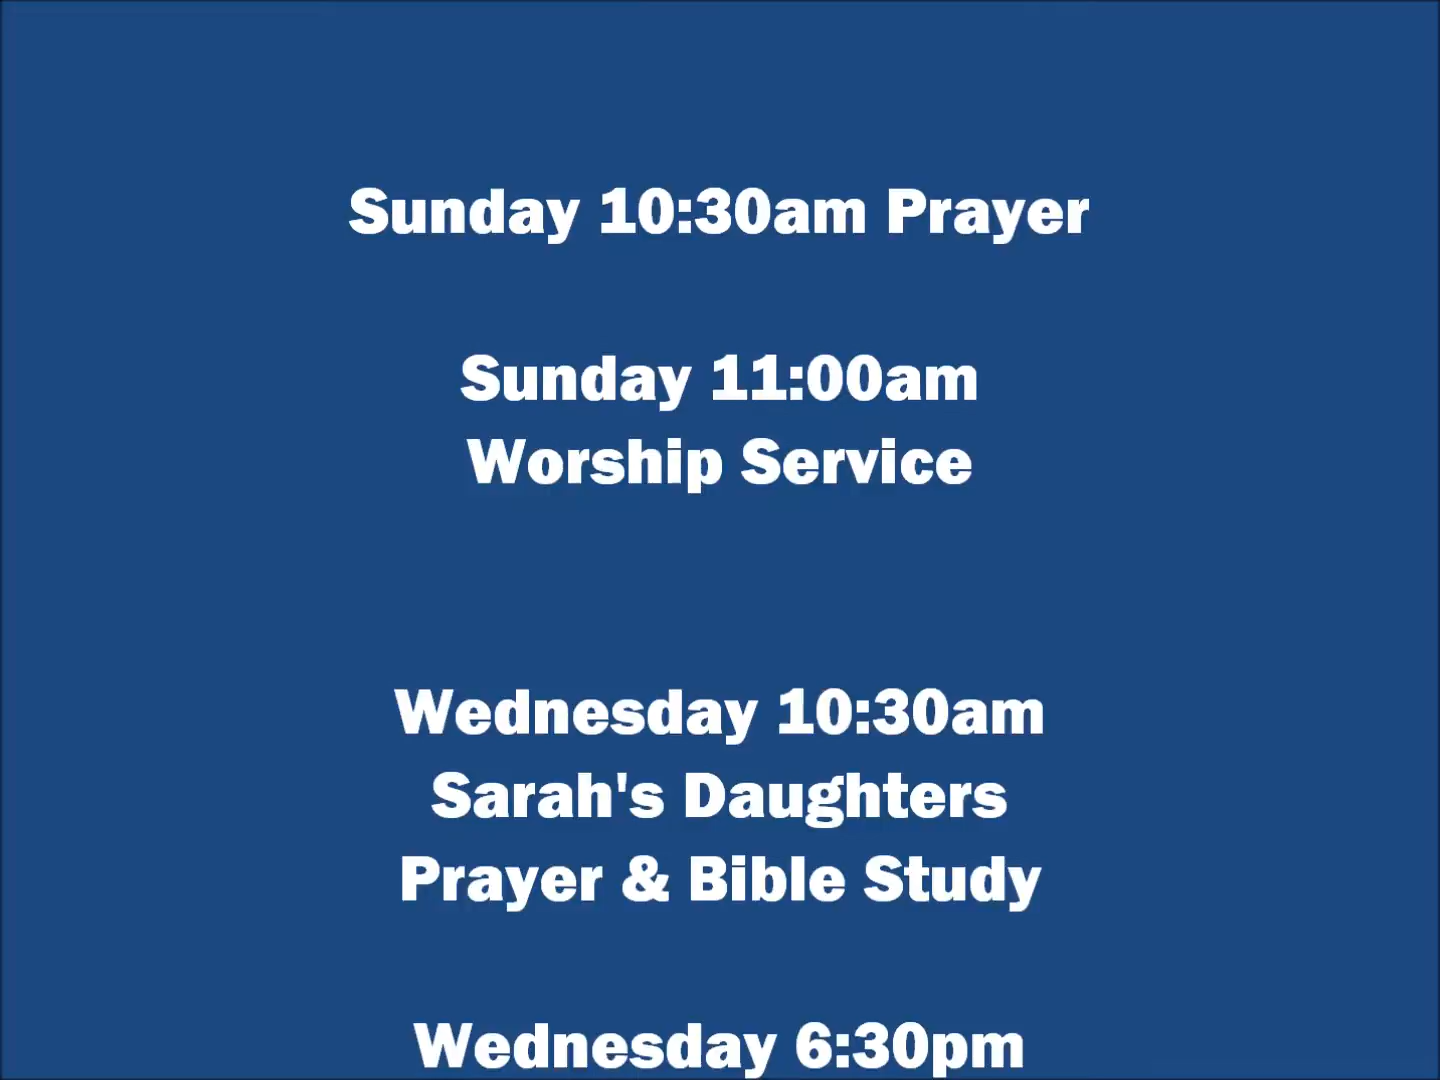 Sunday 10:30am Prayer
Sunday 11:00am
Worship Service
Wednesday 10:30am
Sarah's Daughters
Prayer & Bible Study
Wednesday 6:30pm